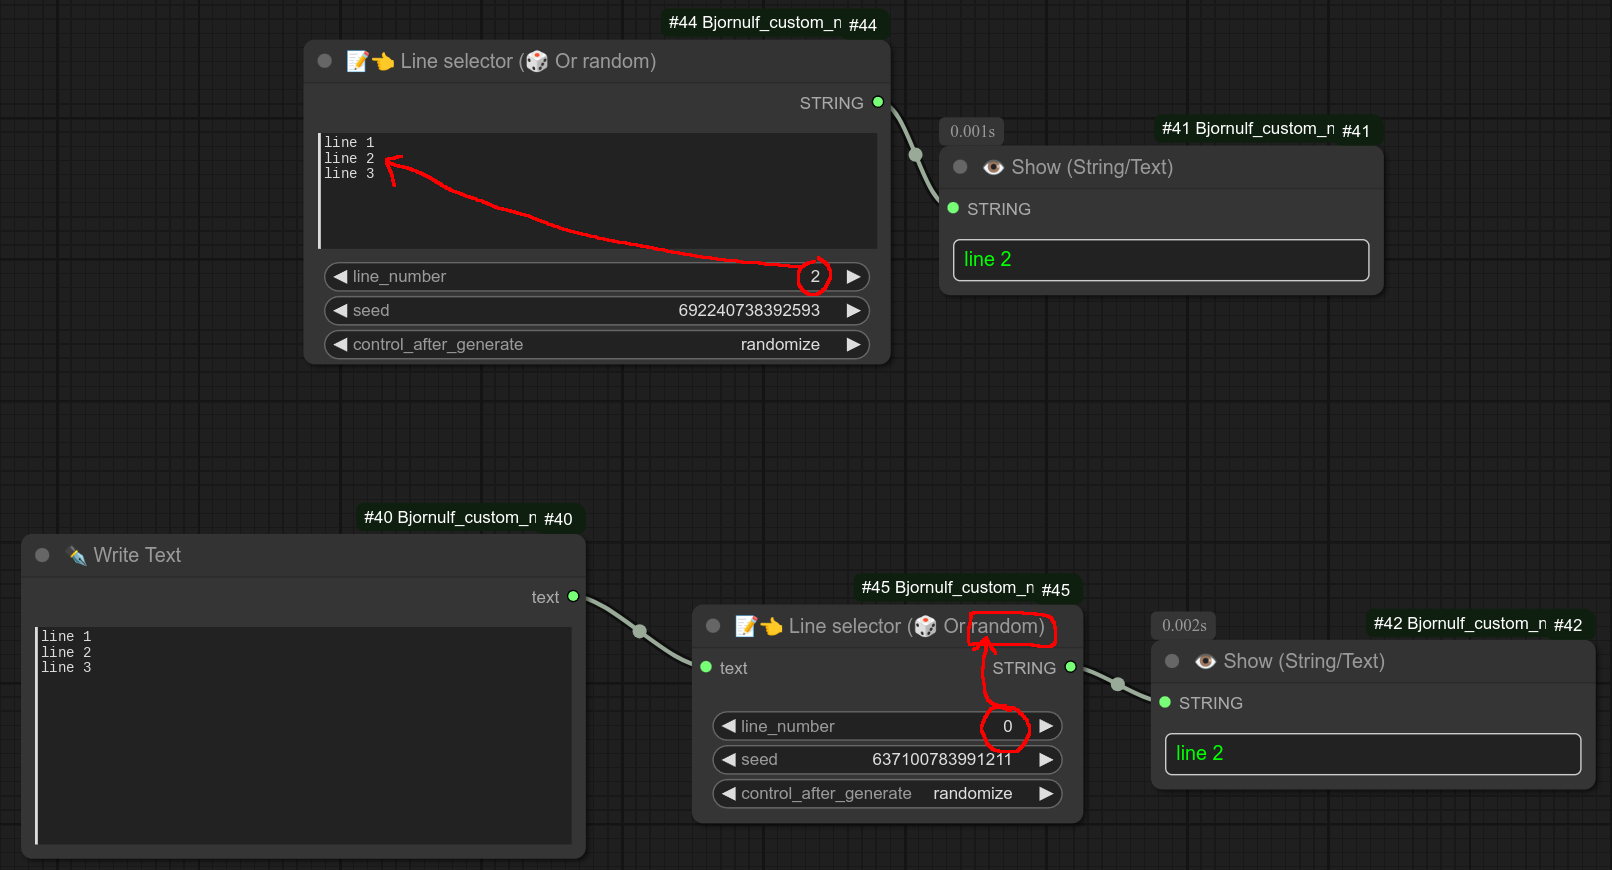 #44 Bjornulf_custom_n #44
📝👈 Line selector (🎲 Or random)
STRING
line 1
line 2
line 3
line_number 2
seed 692240738392593
control_after_generate randomize
0.001s
#41 Bjornulf_custom_n #41
👁️ Show (String/Text)
STRING
line 2
#40 Bjornulf_custom_n #40
✒️ Write Text
text
line 1
line 2
line 3
#45 Bjornulf_custom_n #45
📝👈 Line selector (🎲 Or random)
text
STRING
line_number 0
seed 637100783991211
control_after_generate randomize
0.002s
#42 Bjornulf_custom_n #42
👁️ Show (String/Text)
STRING
line 2